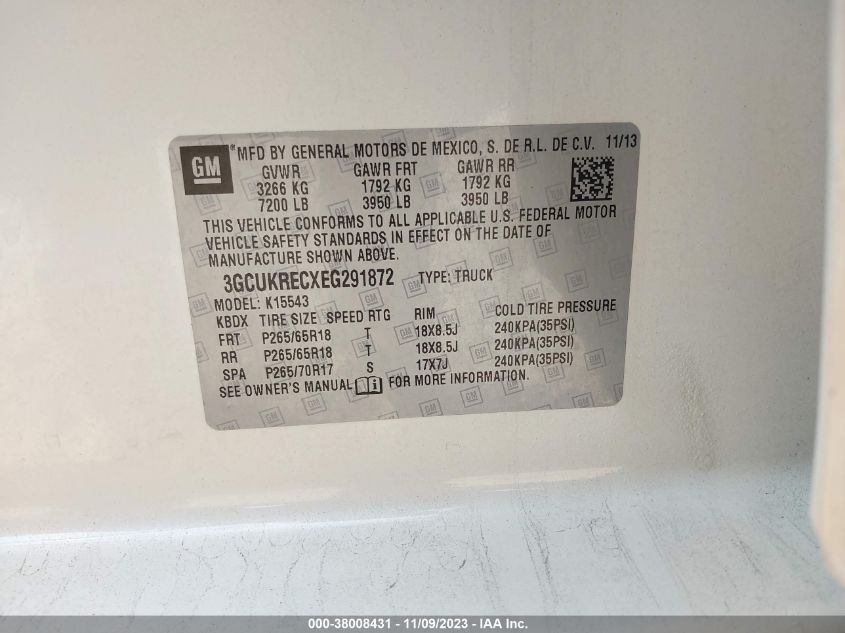 GM
*MFD BY GENERAL MOTORS DE MEXICO, S. DE R.L. DE C.V. 11/13
GVWR GAWR FRT GAWR RR
3266 KG 1792 KG 1792 KG
7200 LB 3950 LB 3950 LB
THIS VEHICLE CONFORMS TO ALL APPLICABLE U.S. FEDERAL MOTOR
VEHICLE SAFETY STANDARDS IN EFFECT ON THE DATE OF
MANUFACTURE SHOWN ABOVE.
3GCUKRECXEG291872 TYPE: TRUCK
MODEL: K15543
KBDX TIRE SIZE SPEED RTG RIM COLD TIRE PRESSURE
FRT P265/65R18 T 18X8.5J 240KPA(35PSI)
RR P265/65R18 T 18X8.5J 240KPA(35PSI)
SPA P265/70R17 S 17X7J 240KPA(35PSI)
SEE OWNER'S MANUAL FOR MORE INFORMATION.
000-38008431 - 11/09/2023 - IAA Inc.